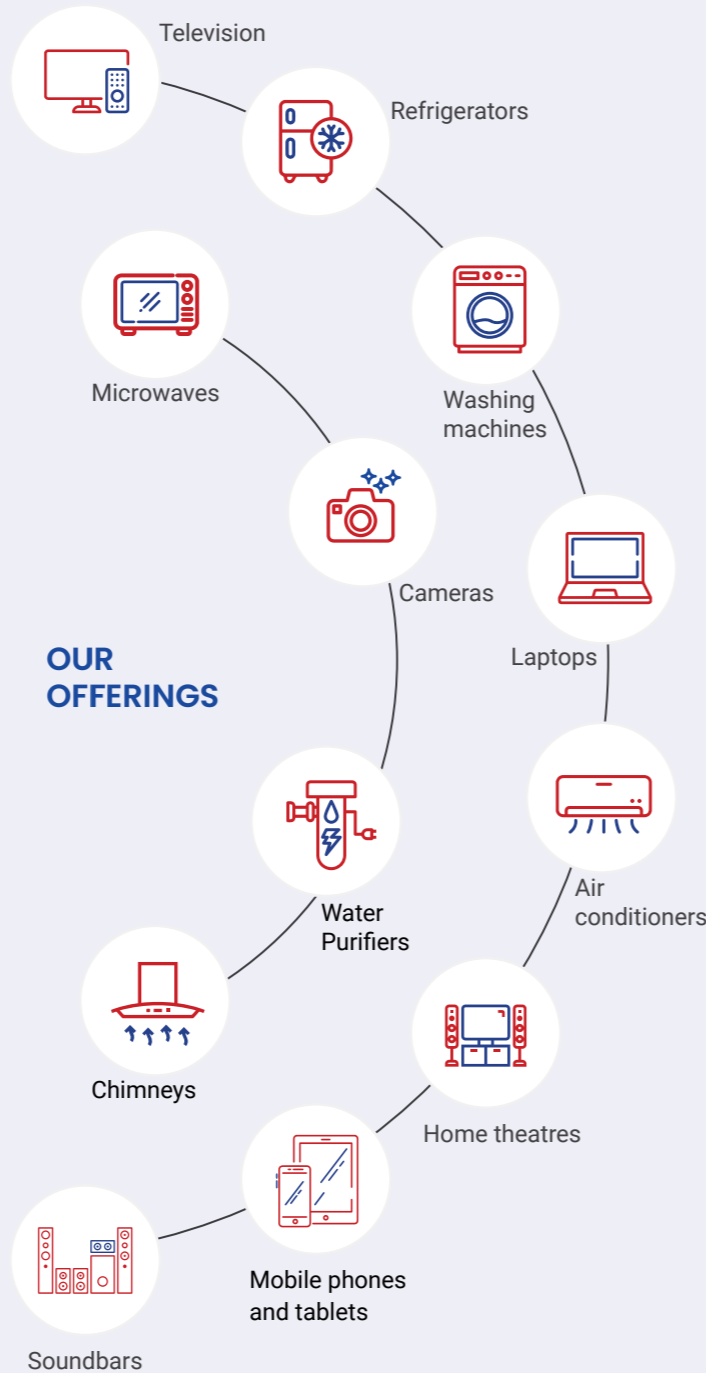 Television
Refrigerators
Microwaves
Washing
machines
Cameras
OUR
OFFERINGS
Laptops
Water
Purifiers
Air
conditioners
Chimneys
Home theatres
Mobile phones
and tablets
Soundbars